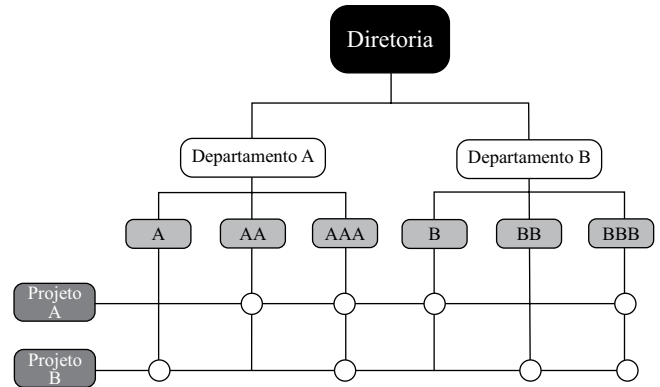 Diretoria
Departamento A
Departamento B
A
AA
AAA
B
BB
BBB
Projeto
A
Projeto
B